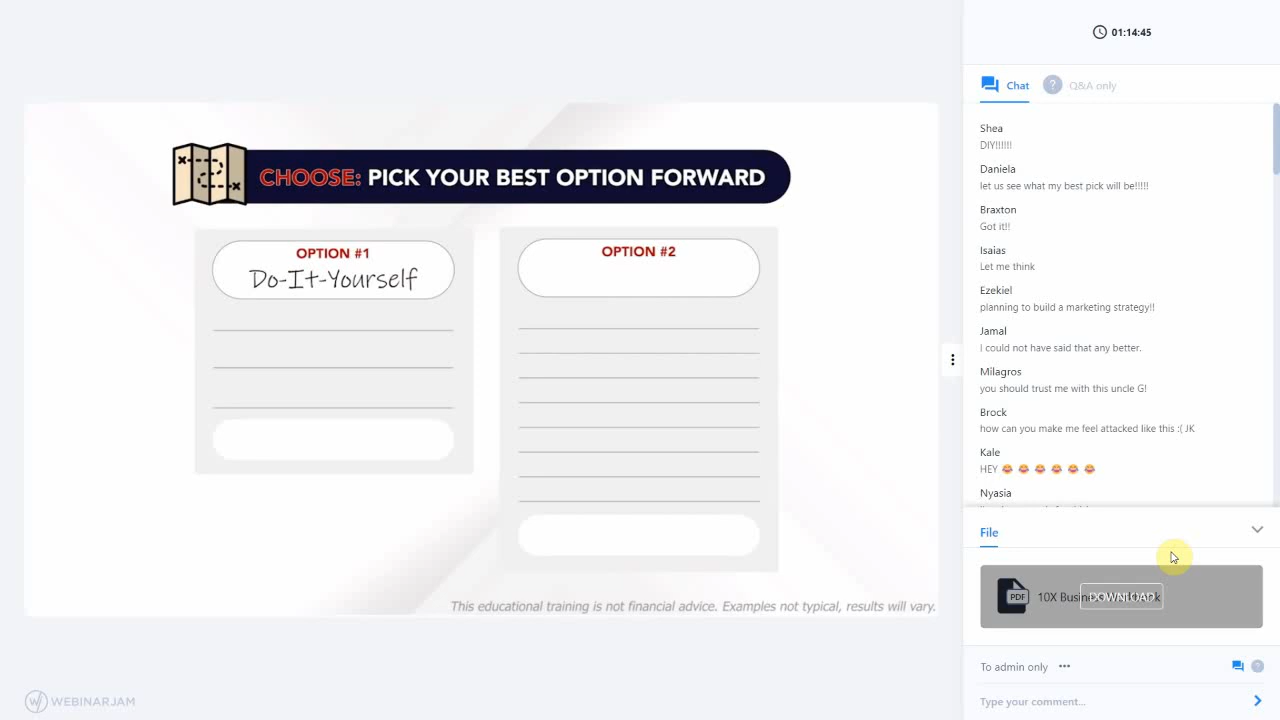 01:14:45
Chat
?
Q&A only
CHOOSE: PICK YOUR BEST OPTION FORWARD
OPTION #1
Do-It-Yourself
OPTION #2
This educational training is not financial advice. Examples not typical, results will vary.
WEBINARJAM
Shea
DIY!!!!!!
Daniela
let us see what my best pick will be!!!!!
Braxton
Got it!!
Isaias
Let me think
Ezekiel
planning to build a marketing strategy!!
Jamal
I could not have said that any better.
Milagros
you should trust me with this uncle G!
Brock
how can you make me feel attacked like this :( JK
Kale
HEY 😂 😂 😂 😂 😂 😂
Nyasia
File
PDF
10X Busin
DOWNLOAD
To admin only
?
Type your comment...